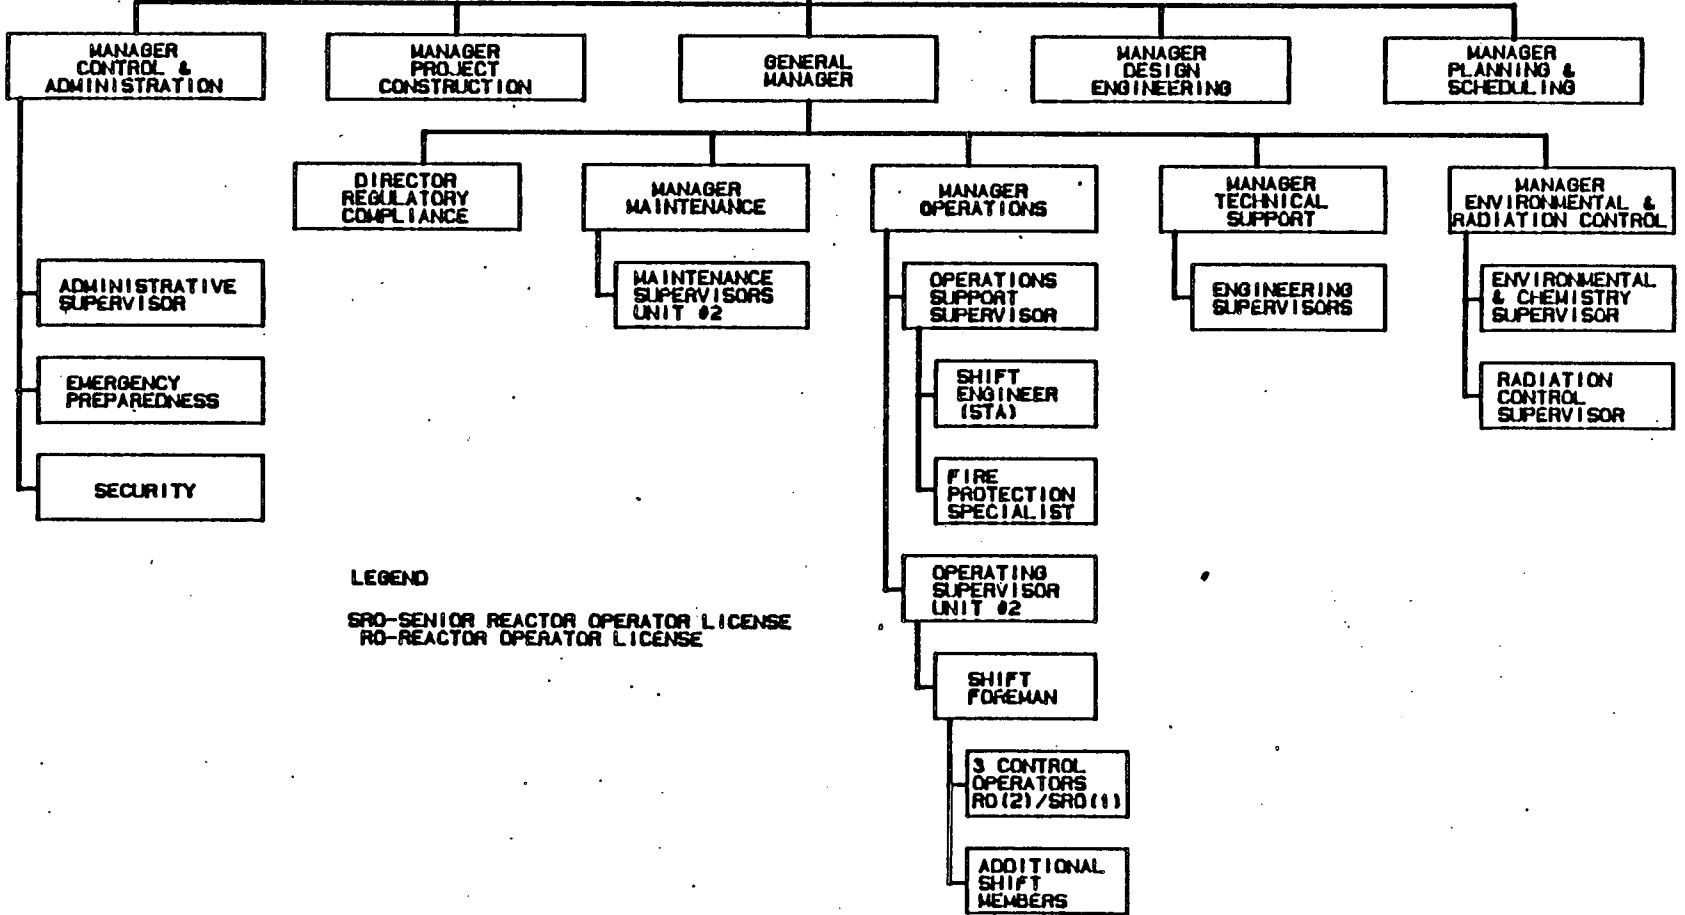 MANAGER
CONTROL &
ADMINISTRATION
MANAGER
PROJECT
CONSTRUCTION
GENERAL
MANAGER
MANAGER
DESIGN
ENGINEERING
MANAGER
PLANNING &
SCHEDULING
DIRECTOR
REGULATORY
COMPLIANCE
MANAGER
MAINTENANCE
MANAGER
OPERATIONS
MANAGER
TECHNICAL
SUPPORT
MANAGER
ENVIRONMENTAL &
RADIATION CONTROL
ADMINISTRATIVE
SUPERVISOR
MAINTENANCE
SUPERVISORS
UNIT #2
OPERATIONS
SUPPORT
SUPERVISOR
ENGINEERING
SUPERVISORS
ENVIRONMENTAL
& CHEMISTRY
SUPERVISOR
EMERGENCY
PREPAREDNESS
SHIFT
ENGINEER
(STA)
RADIATION
CONTROL
SUPERVISOR
SECURITY
FIRE
PROTECTION
SPECIALIST
LEGEND
SRO-SENIOR REACTOR OPERATOR LICENSE
RO-REACTOR OPERATOR LICENSE
OPERATING
SUPERVISOR
UNIT #2
SHIFT
FOREMAN
3 CONTROL
OPERATORS
RO(2)/SRO(1)
ADDITIONAL
SHIFT
MEMBERS